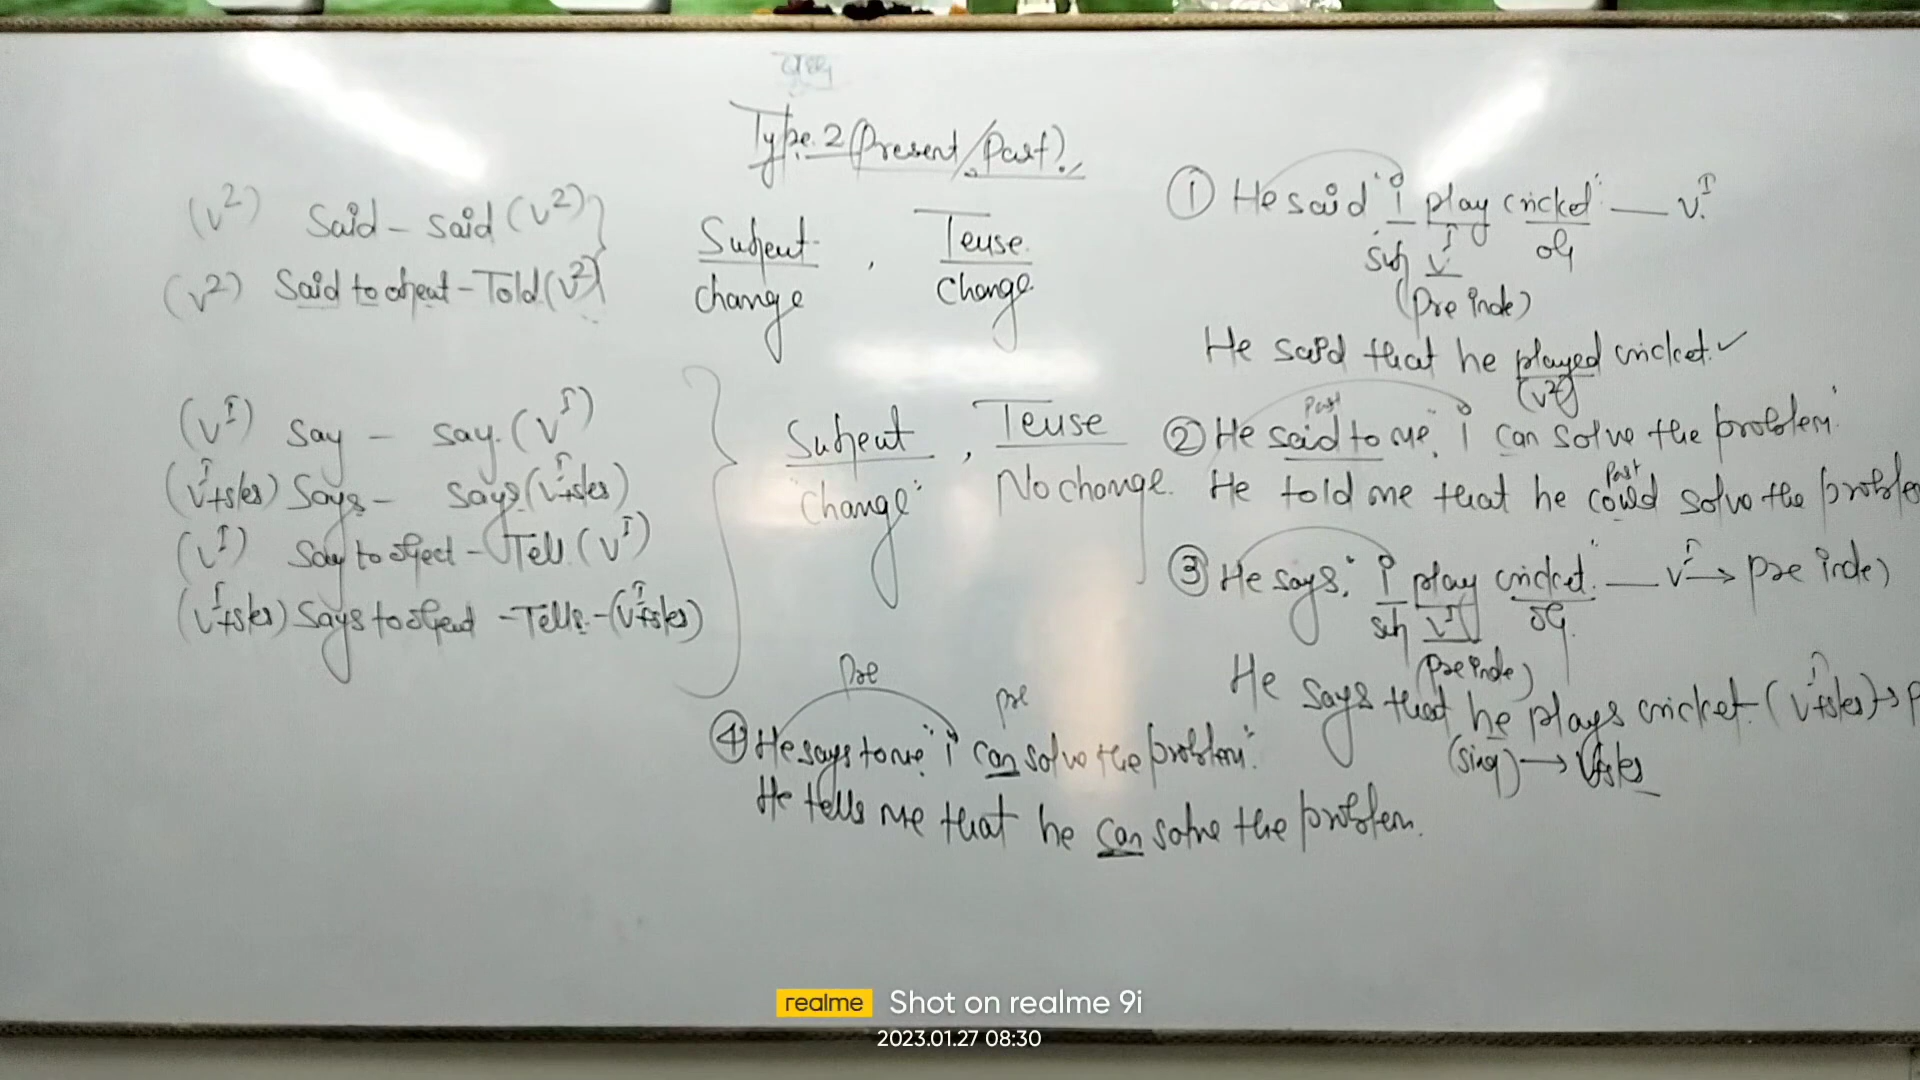 Type.2 (Present/Past)
(V²) Said – Said (V²)
(V²) Said to object – Told (V²)
Subject change , Tense change
(V¹) Say – Say (V¹)
(V¹+s/es) Says – Says (V¹+s/es)
(V¹) Say to object – Tell (V¹)
(V¹+s/es) Says to object – Tells – (V¹+s/es)
Subject "change" , Tense No change.
① He said "I play cricket" — V¹
Sub V¹ obj
(Pre inde)
He said that he played cricket. ✓
(V²)
Past
② He said to me "I can solve the problem"
Past
He told me that he could solve the proble
③ He says, "I play cricket." — V¹ → pre inde)
Sub V¹ obj
(Pre inde)
He says that he plays cricket. (V¹+s/es) → P
(sing) → V¹+s/es
Pre
pre
④ He says to me "I can solve the problem".
He tells me that he can solve the problem.
realme Shot on realme 9i
2023.01.27 08:30